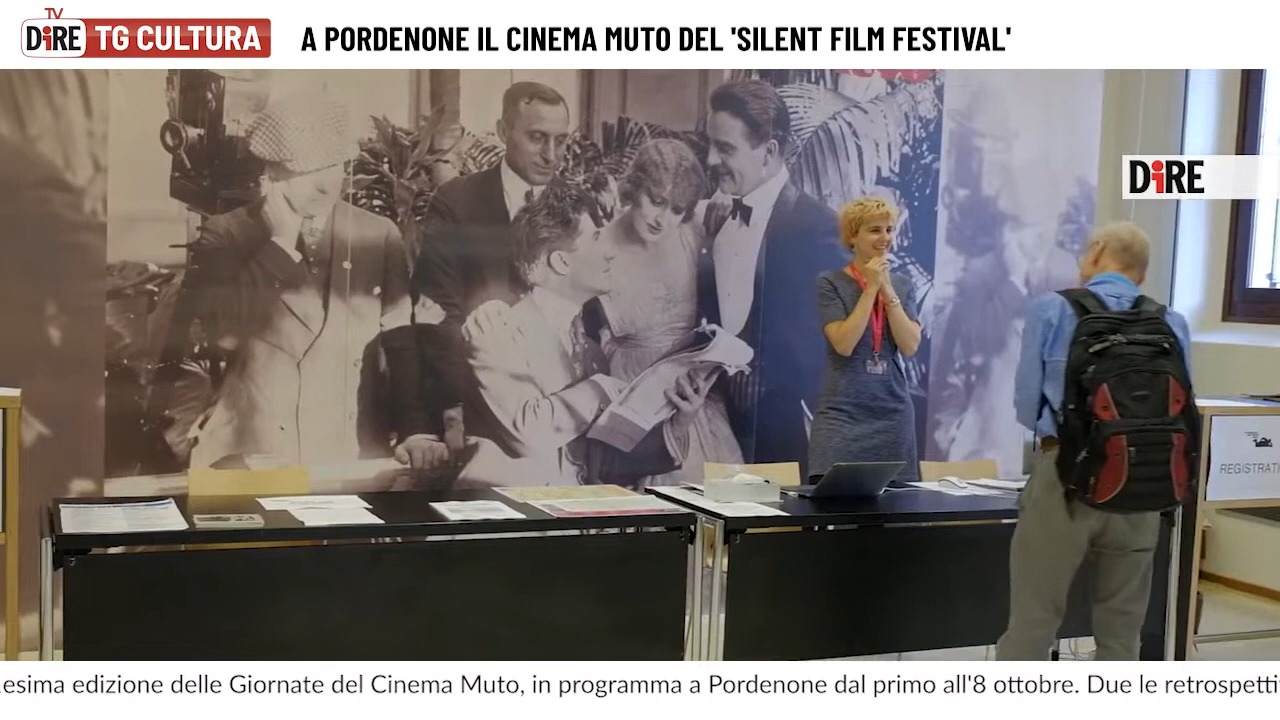 TV
DiRE TG CULTURA
A PORDENONE IL CINEMA MUTO DEL 'SILENT FILM FESTIVAL'
DiRE
REGISTRATI
esima edizione delle Giornate del Cinema Muto, in programma a Pordenone dal primo all'8 ottobre. Due le retrospetti